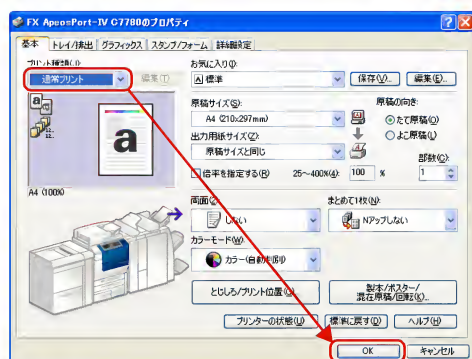 FX ApeosPort-IV C7780のプロパティ
基本 トレイ/排出 グラフィックス スタンプ/フォーム 詳細設定
プリント種類(J):
通常プリント 編集(T)
お気に入り(I):
標準 保存(V)... 編集(E)...
原稿サイズ(S): 原稿の向き:
A4 (210x297mm) たて原稿(O)
出力用紙サイズ(Z): よこ原稿(L)
原稿サイズと同じ 部数(C):
倍率を指定する(R) 25~400%(4): 100 % 1
A4 (100%)
両面(2): まとめて1枚(N):
しない Nアップしない
カラーモード(W):
カラー(自動判別)
とじしろ/プリント位置 製本/ポスター/
混在原稿/回転(K)...
プリンターの状態(U) 標準に戻す(D) ヘルプ(H)
OK キャンセル